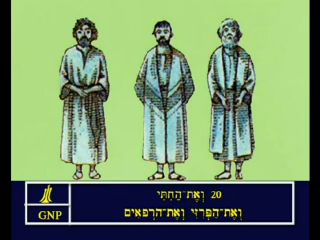 20 וְאֶת־הַחִתִּי
וְאֶת־הַפְּרִזִּי וְאֶת־הָרְפָאִים
GNP